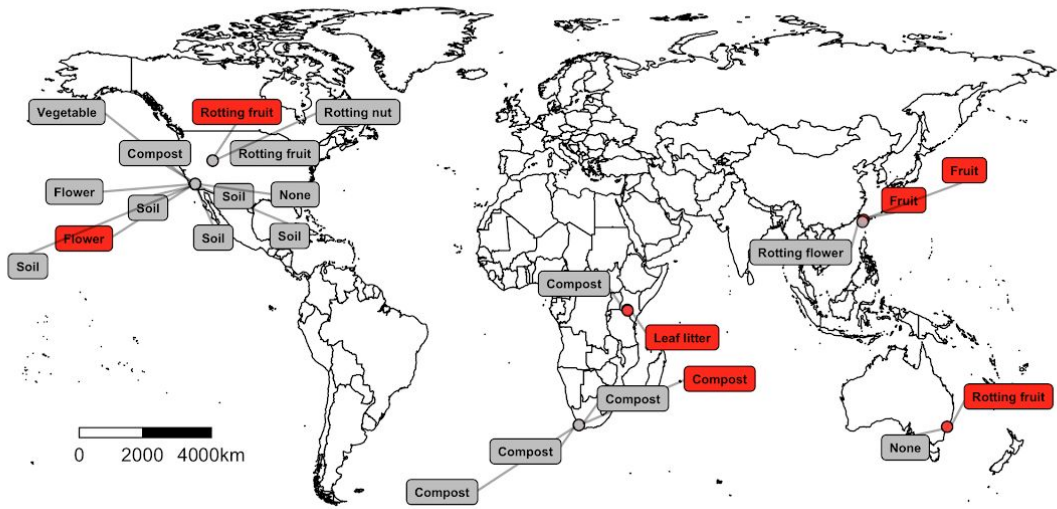 Vegetable
Rotting fruit
Rotting nut
Compost
Rotting fruit
Fruit
Flower
Soil
None
Soil
Fruit
Flower
Soil
Soil
Rotting flower
Soil
Compost
Leaf litter
Compost
Compost
Rotting fruit
None
Compost
Compost
0 2000 4000km